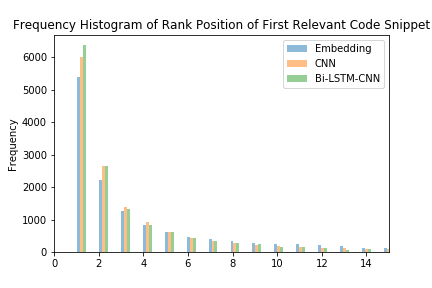 Frequency Histogram of Rank Position of First Relevant Code Snippet
Embedding
CNN
Bi-LSTM-CNN
Frequency
6000
5000
4000
3000
2000
1000
0
0 2 4 6 8 10 12 14